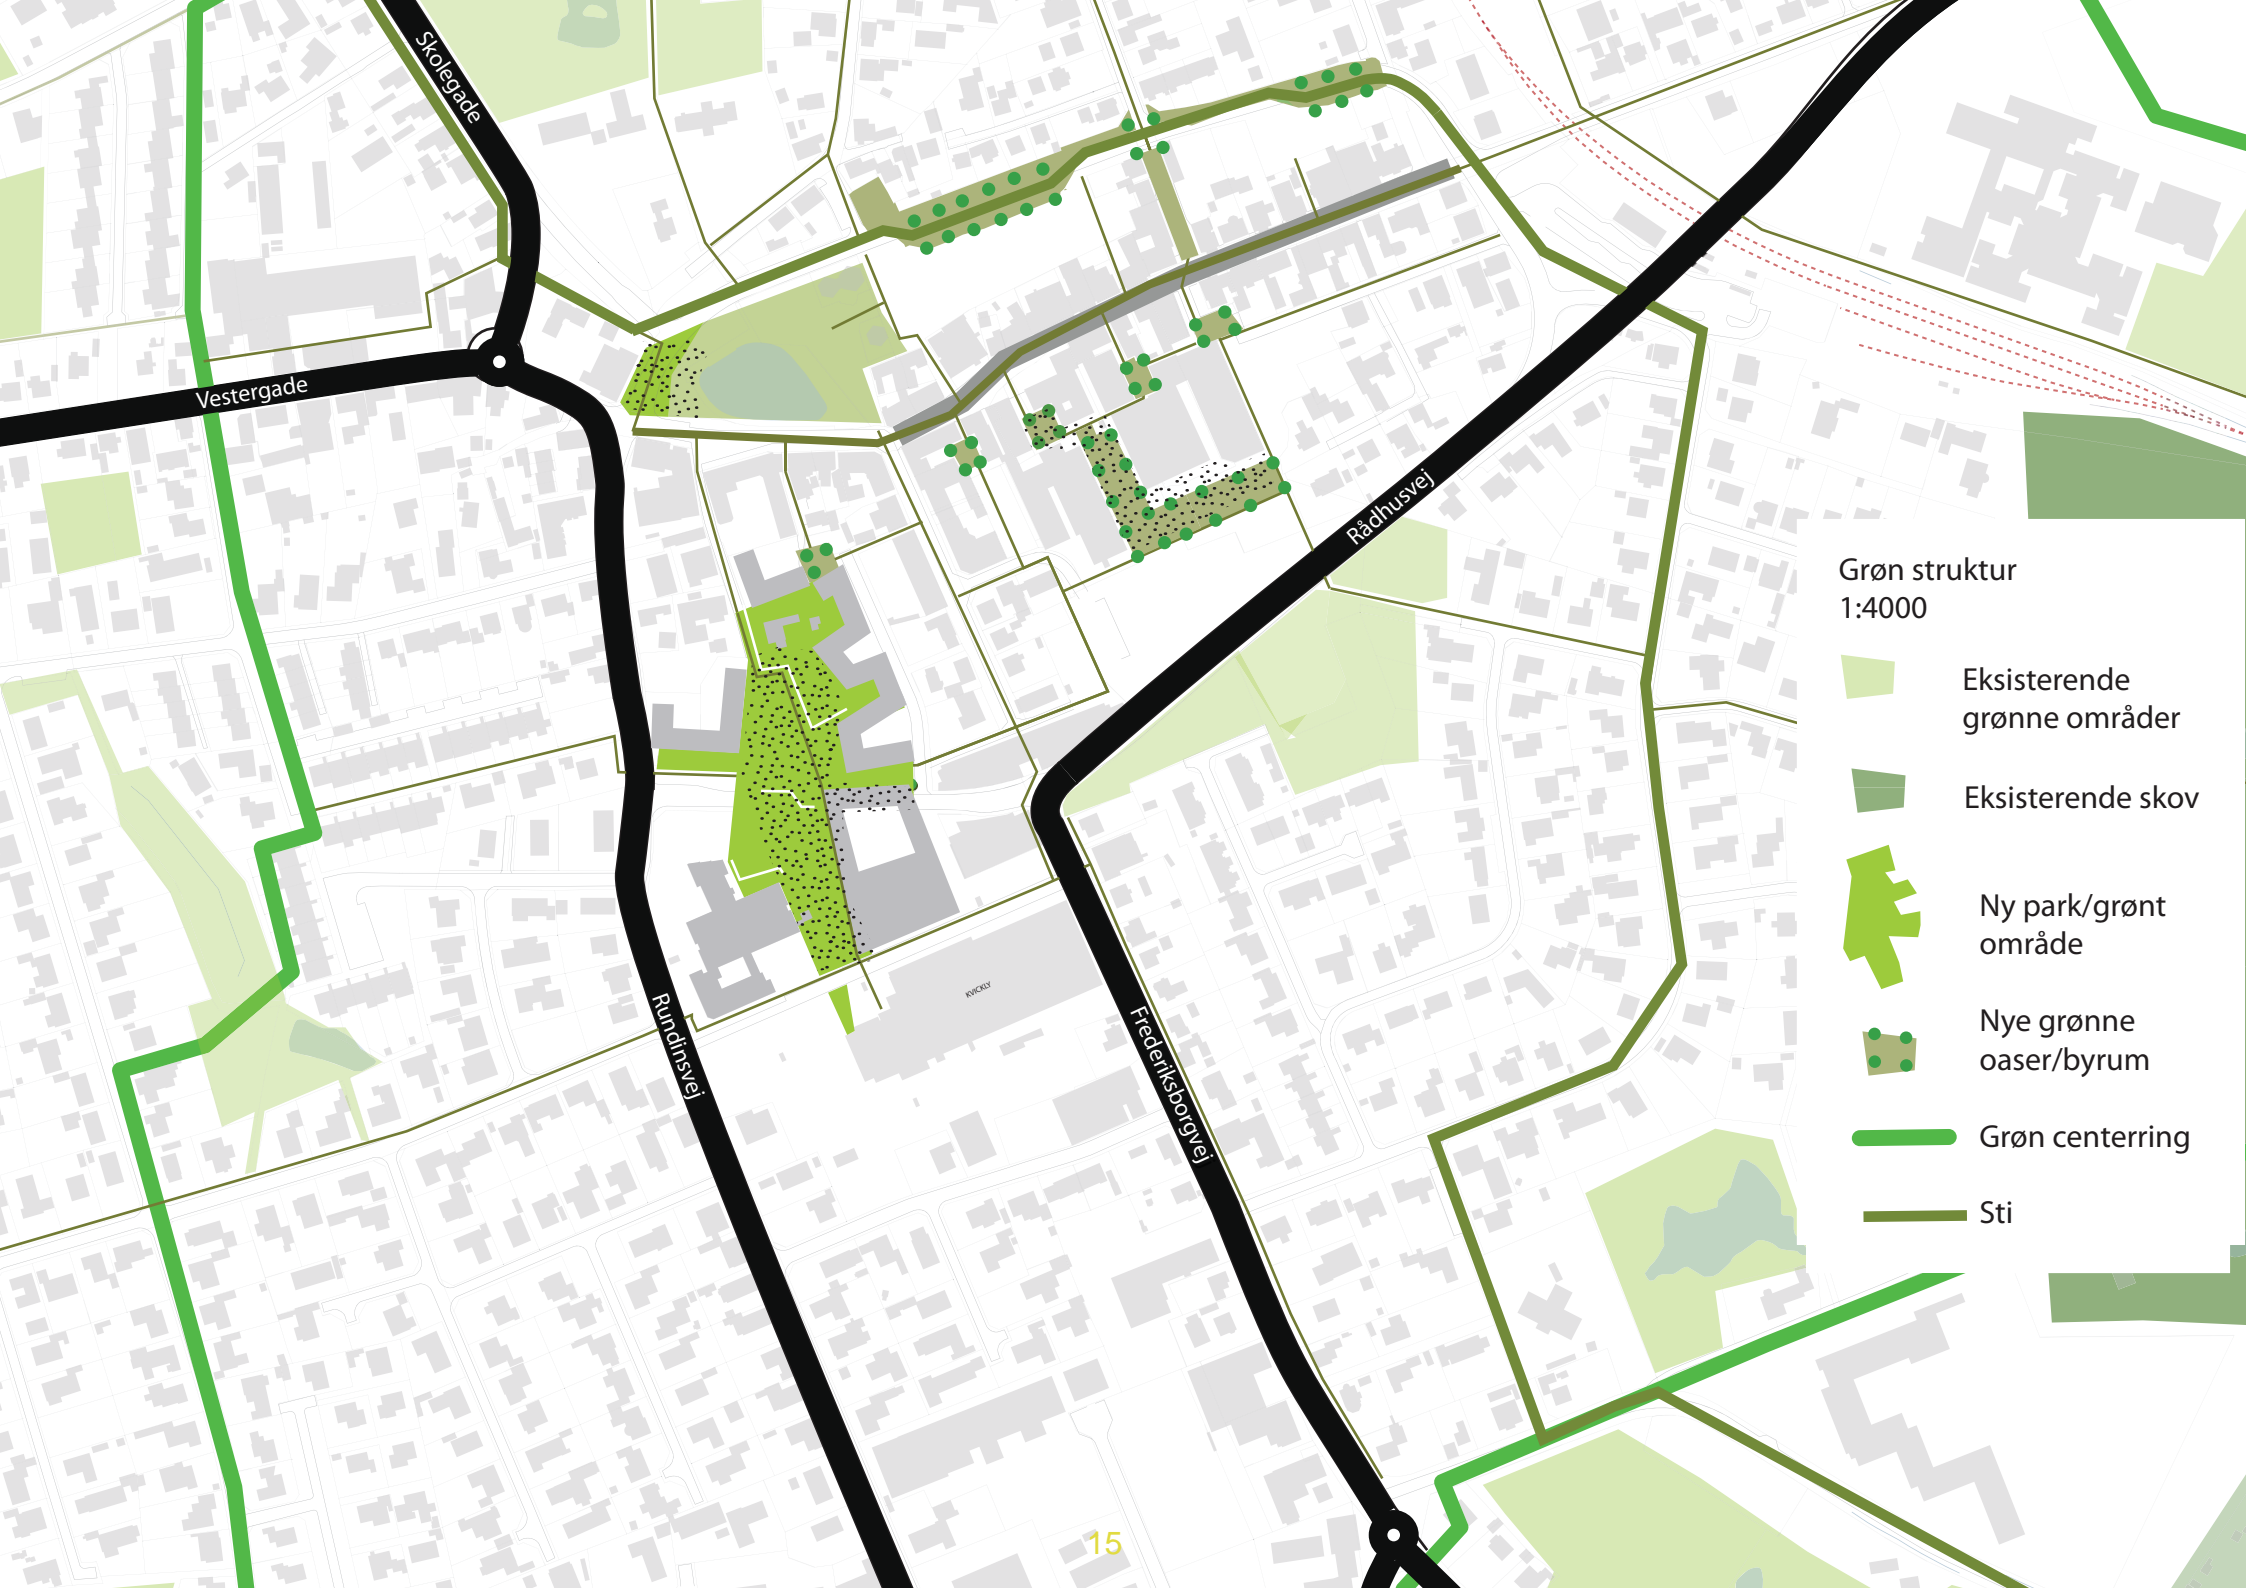 Skolegade
Vestergade
Rådhusvej
Grøn struktur
1:4000
Eksisterende
grønne områder
Eksisterende skov
Ny park/grønt
område
Nye grønne
oaser/byrum
Grøn centerring
Sti
KVICKLY
Rundinsvej
Frederiksborgvej
15